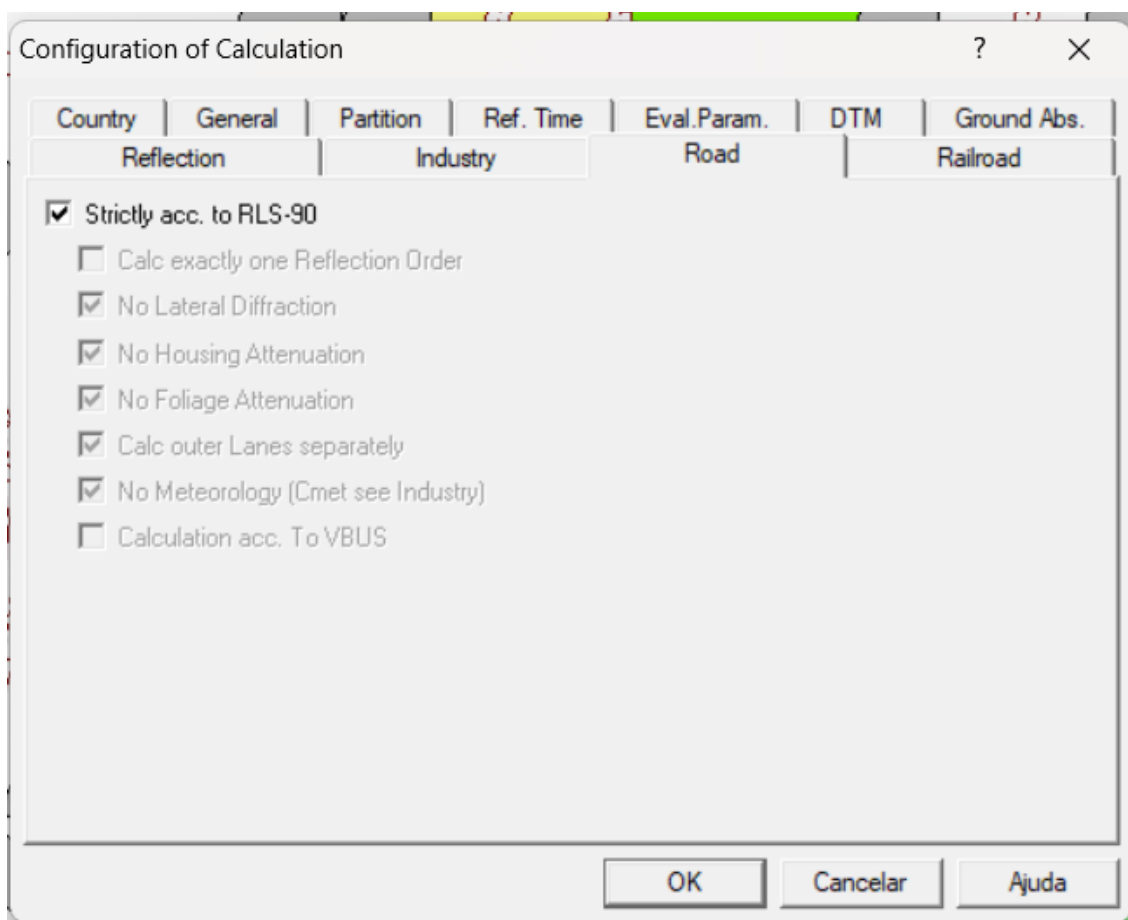 Configuration of Calculation ?
Country General Partition Ref. Time Eval.Param. DTM Ground Abs.
Reflection Industry Road Railroad
Strictly acc. to RLS-90
Calc exactly one Reflection Order
No Lateral Diffraction
No Housing Attenuation
No Foliage Attenuation
Calc outer Lanes separately
No Meteorology (Cmet see Industry)
Calculation acc. To VBUS
OK Cancelar Ajuda